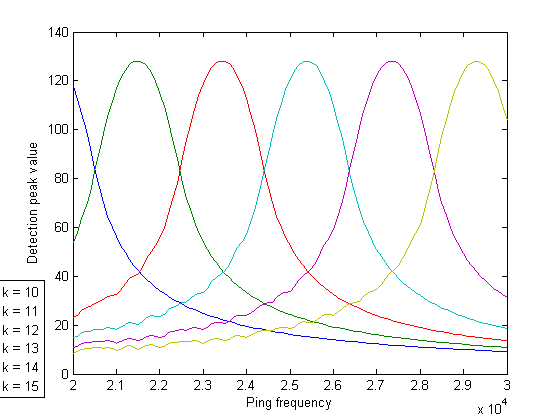 140
120
100
80
60
40
20
0
Detection peak value
2 2.1 2.2 2.3 2.4 2.5 2.6 2.7 2.8 2.9 3
Ping frequency
x 10^4
k = 10
k = 11
k = 12
k = 13
k = 14
k = 15